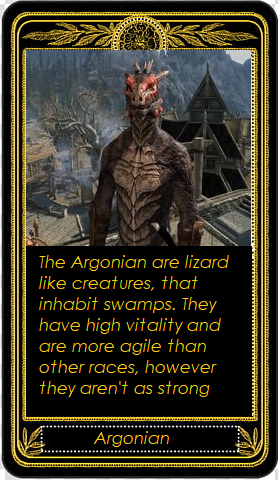 The Argonian are lizard
like creatures, that
inhabit swamps. They
have high vitality and
are more agile than
other races, however
they aren't as strong
Argonian